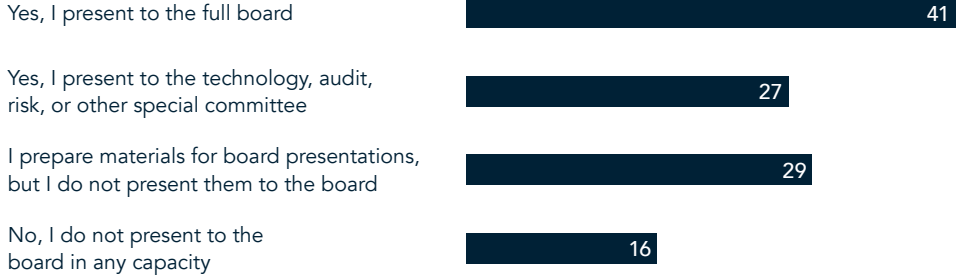 Yes, I present to the full board
41
Yes, I present to the technology, audit,
risk, or other special committee
27
I prepare materials for board presentations,
but I do not present them to the board
29
No, I do not present to the
board in any capacity
16